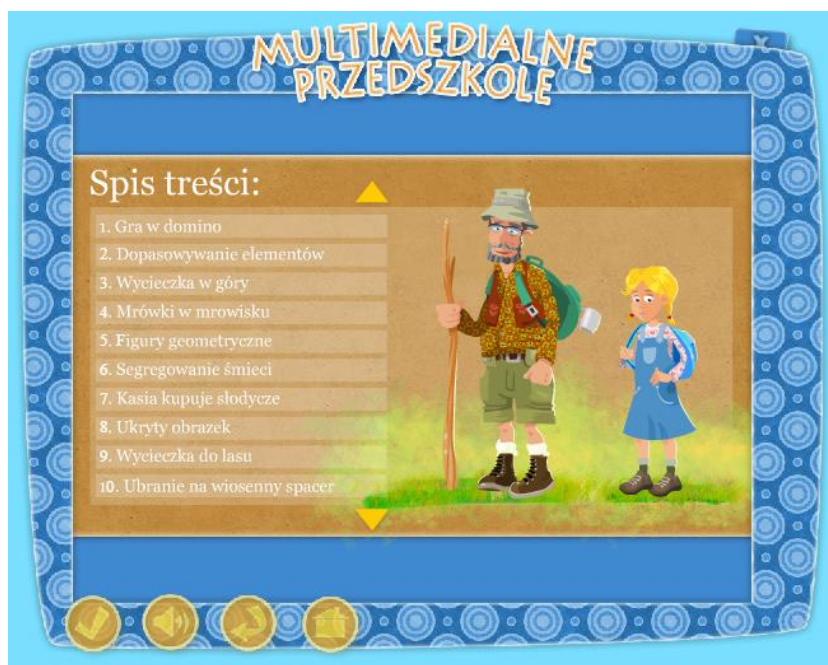 MULTIMEDIALNE
PRZEDSZKOLE
X
Spis treści:
1. Gra w domino
2. Dopasowywanie elementów
3. Wycieczka w góry
4. Mrówki w mrowisku
5. Figury geometryczne
6. Segregowanie śmieci
7. Kasia kupuje słodycze
8. Ukryty obrazek
9. Wycieczka do lasu
10. Ubranie na wiosenny spacer